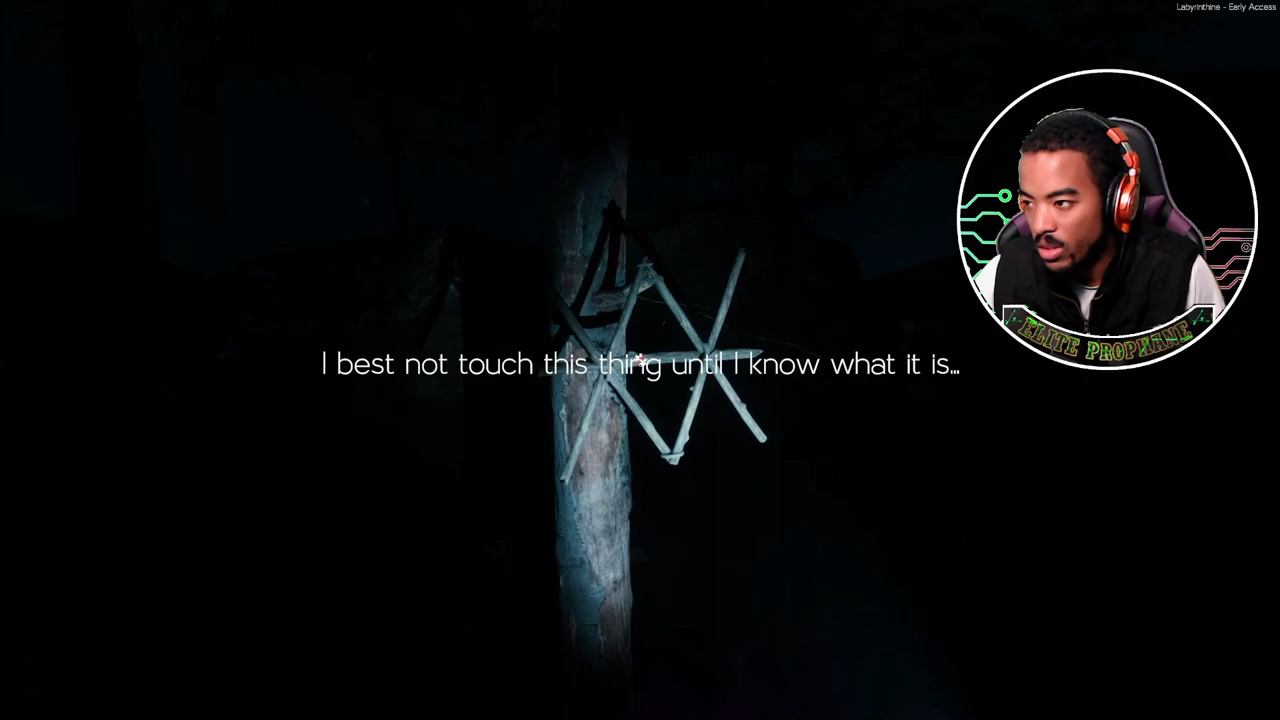 Labyrinthine - Early Access
I best not touch this thing until I know what it is...
ELITE PROPHANE